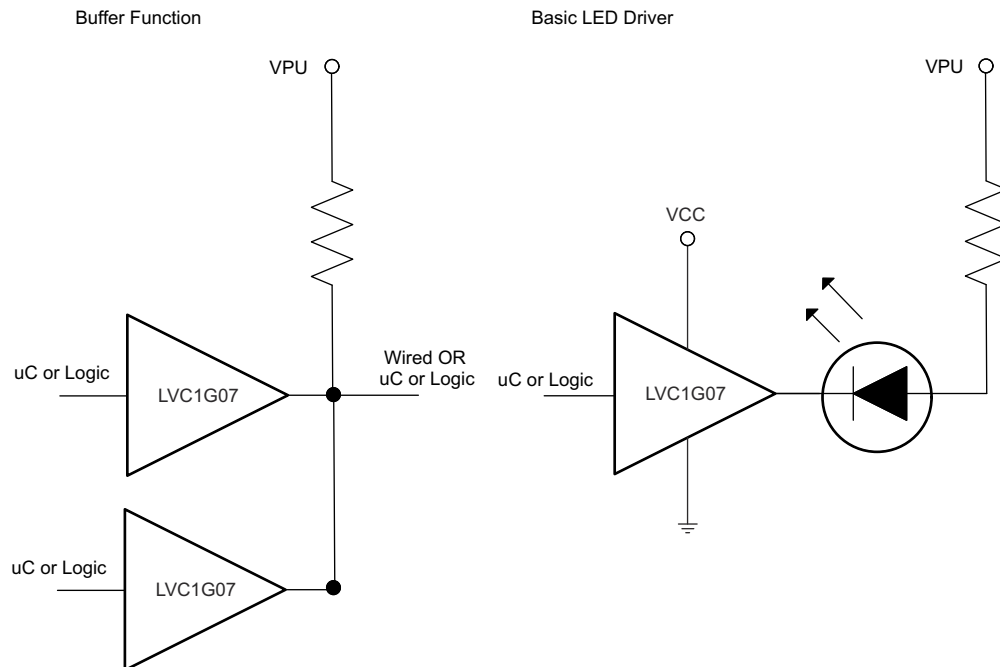 Buffer Function
VPU
uC or Logic
LVC1G07
Wired OR
uC or Logic
uC or Logic
LVC1G07
Basic LED Driver
VPU
VCC
uC or Logic
LVC1G07